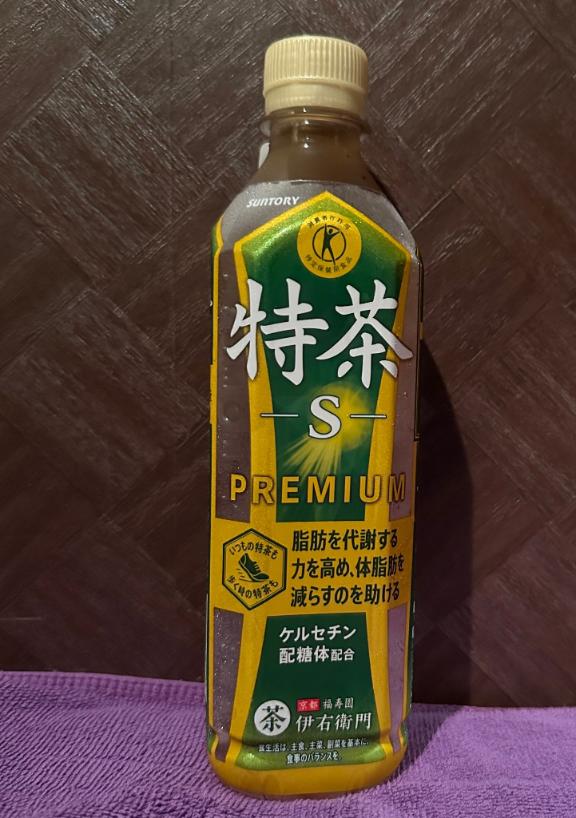 SUNTORY
消費者庁許可
特定保健用食品
特茶
S
PREMIUM
いつもの特茶も
歩く時の特茶も
脂肪を代謝する
力を高め、体脂肪を
減らすのを助ける
ケルセチン
配糖体配合
茶
京都 福寿園
伊右衛門
食生活は、主食、主菜、副菜を基本に、
食事のバランスを。